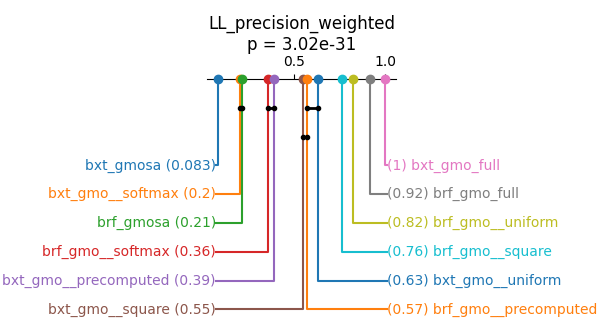 LL_precision_weighted
p = 3.02e-31
0.5 1.0
bxt_gmosa (0.083) (1) bxt_gmo_full
bxt_gmo__softmax (0.2) (0.92) brf_gmo_full
brf_gmosa (0.21) (0.82) brf_gmo__uniform
brf_gmo__softmax (0.36) (0.76) brf_gmo__square
bxt_gmo__precomputed (0.39) (0.63) bxt_gmo__uniform
bxt_gmo__square (0.55) (0.57) brf_gmo__precomputed